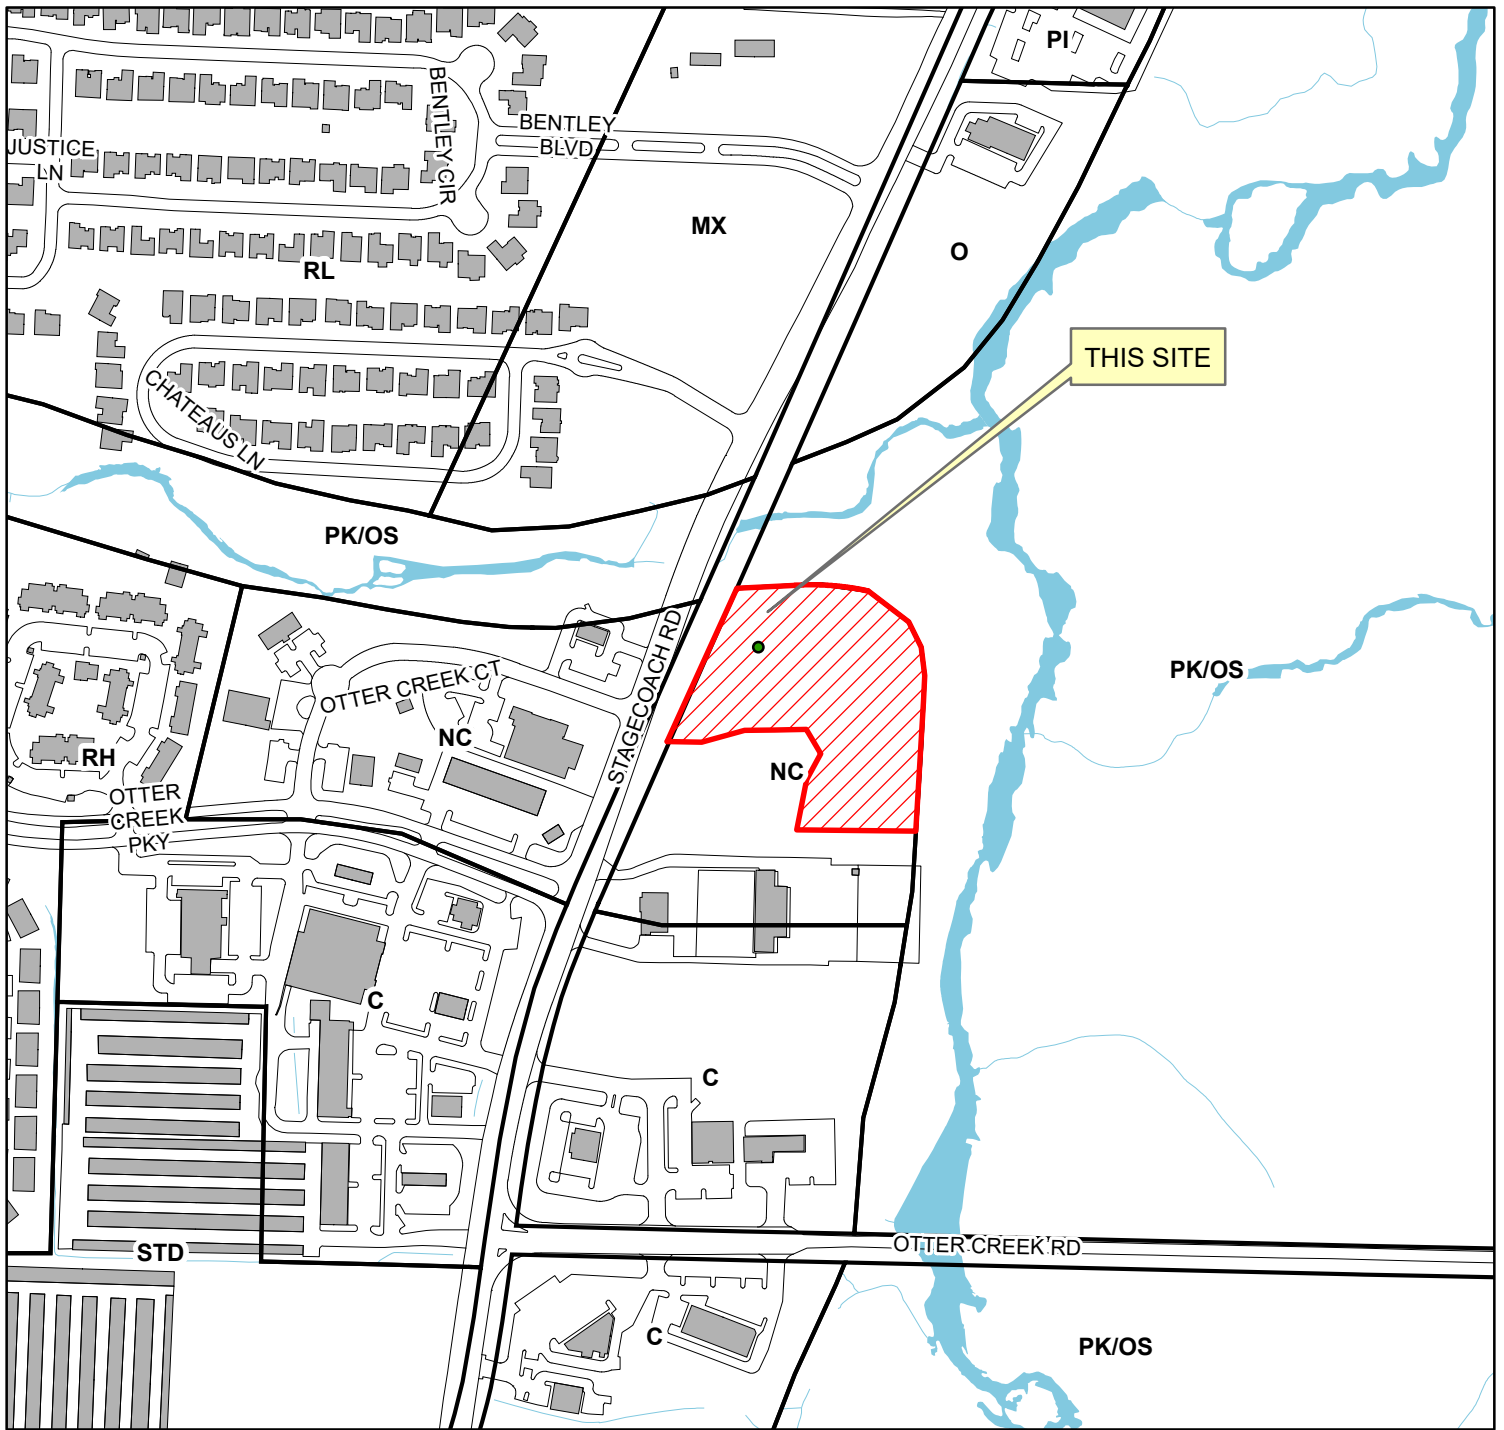 PI
BENTLEY CIR
BENTLEY
BLVD
JUSTICE
LN
MX
O
RL
THIS SITE
CHATEAUS LN
PK/OS
STAGECOACH RD
OTTER CREEK CT
PK/OS
NC
RH
NC
OTTER
CREEK
PKY
C
C
STD
OTTER CREEK RD
C
PK/OS